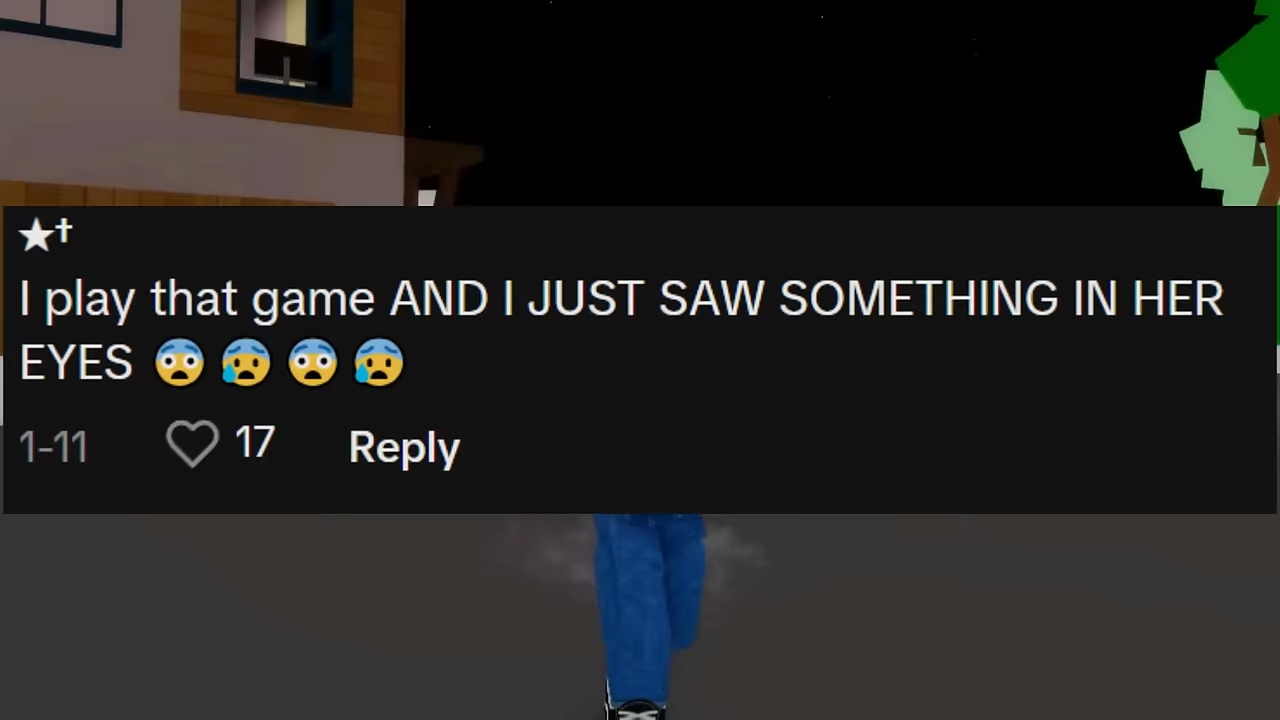 ★†
I play that game AND I JUST SAW SOMETHING IN HER
EYES 😨 😰 😨 😰
1-11 17 Reply